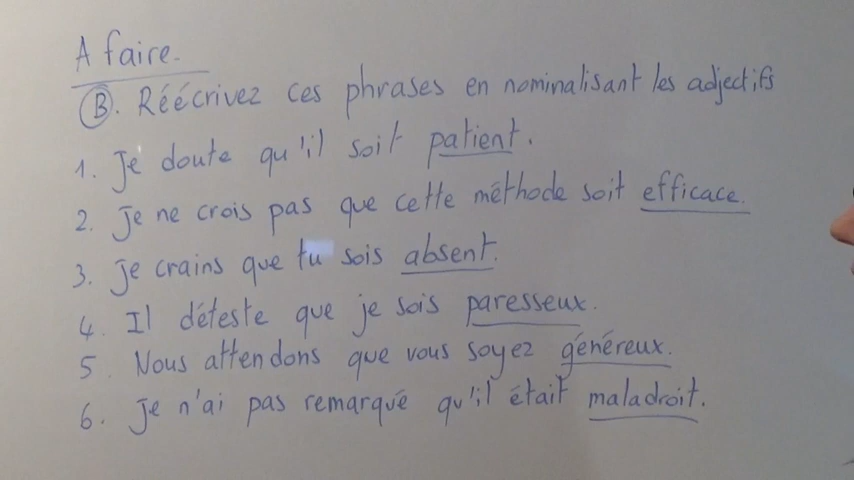 A faire.
B. Réécrivez ces phrases en nominalisant les adjectifs
1. Je doute qu'il soit patient.
2. Je ne crois pas que cette méthode soit efficace.
3. Je crains que tu sois absent.
4. Il déteste que je sois paresseux.
5. Nous attendons que vous soyez généreux.
6. Je n'ai pas remarqué qu'il était maladroit.